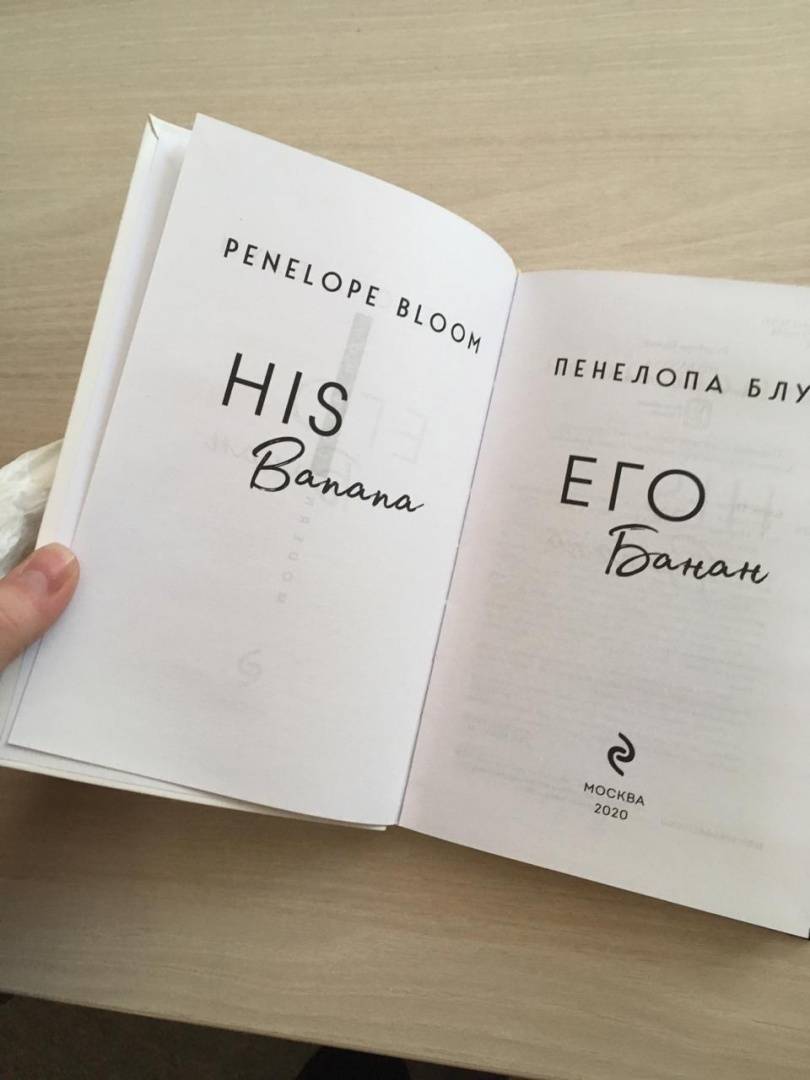 PENELOPE BLOOM
HIS
Banana
ПЕНЕЛОПА БЛУ
ЕГО
Банан
МОСКВА
2020